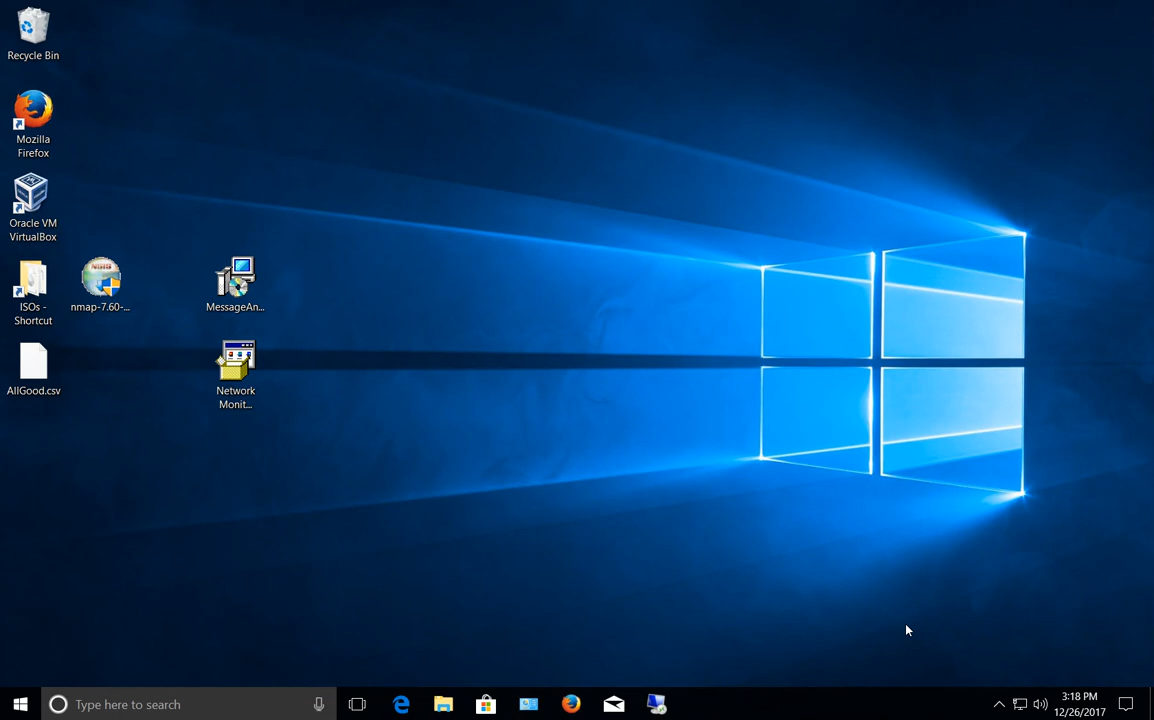 Recycle Bin
Mozilla
Firefox
Oracle VM
VirtualBox
ISOs -
Shortcut
nmap-7.60-...
MessageAn...
AllGood.csv
Network
Monit...
Type here to search
3:18 PM
12/26/2017